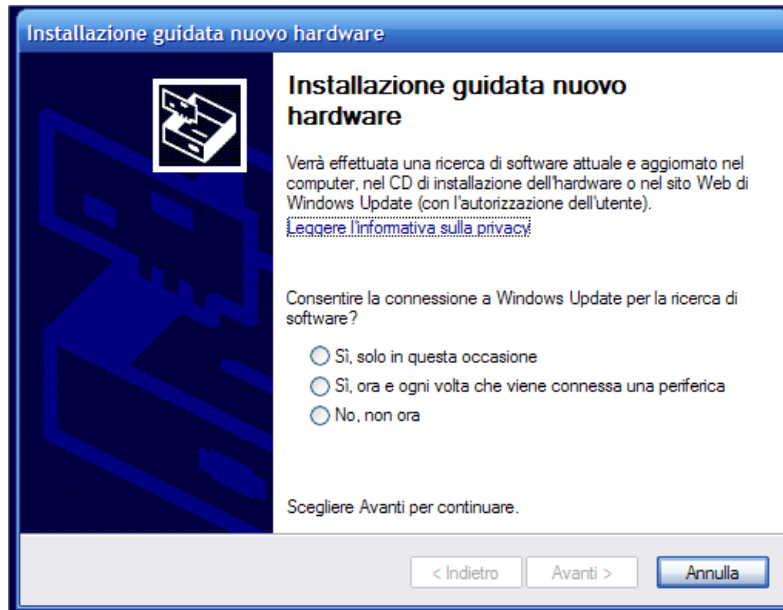 Installazione guidata nuovo hardware
Installazione guidata nuovo
hardware
Verrà effettuata una ricerca di software attuale e aggiornato nel
computer, nel CD di installazione dell'hardware o nel sito Web di
Windows Update (con l'autorizzazione dell'utente).
Leggere l'informativa sulla privacy
Consentire la connessione a Windows Update per la ricerca di
software?
Sì, solo in questa occasione
Sì, ora e ogni volta che viene connessa una periferica
No, non ora
Scegliere Avanti per continuare.
< Indietro Avanti > Annulla